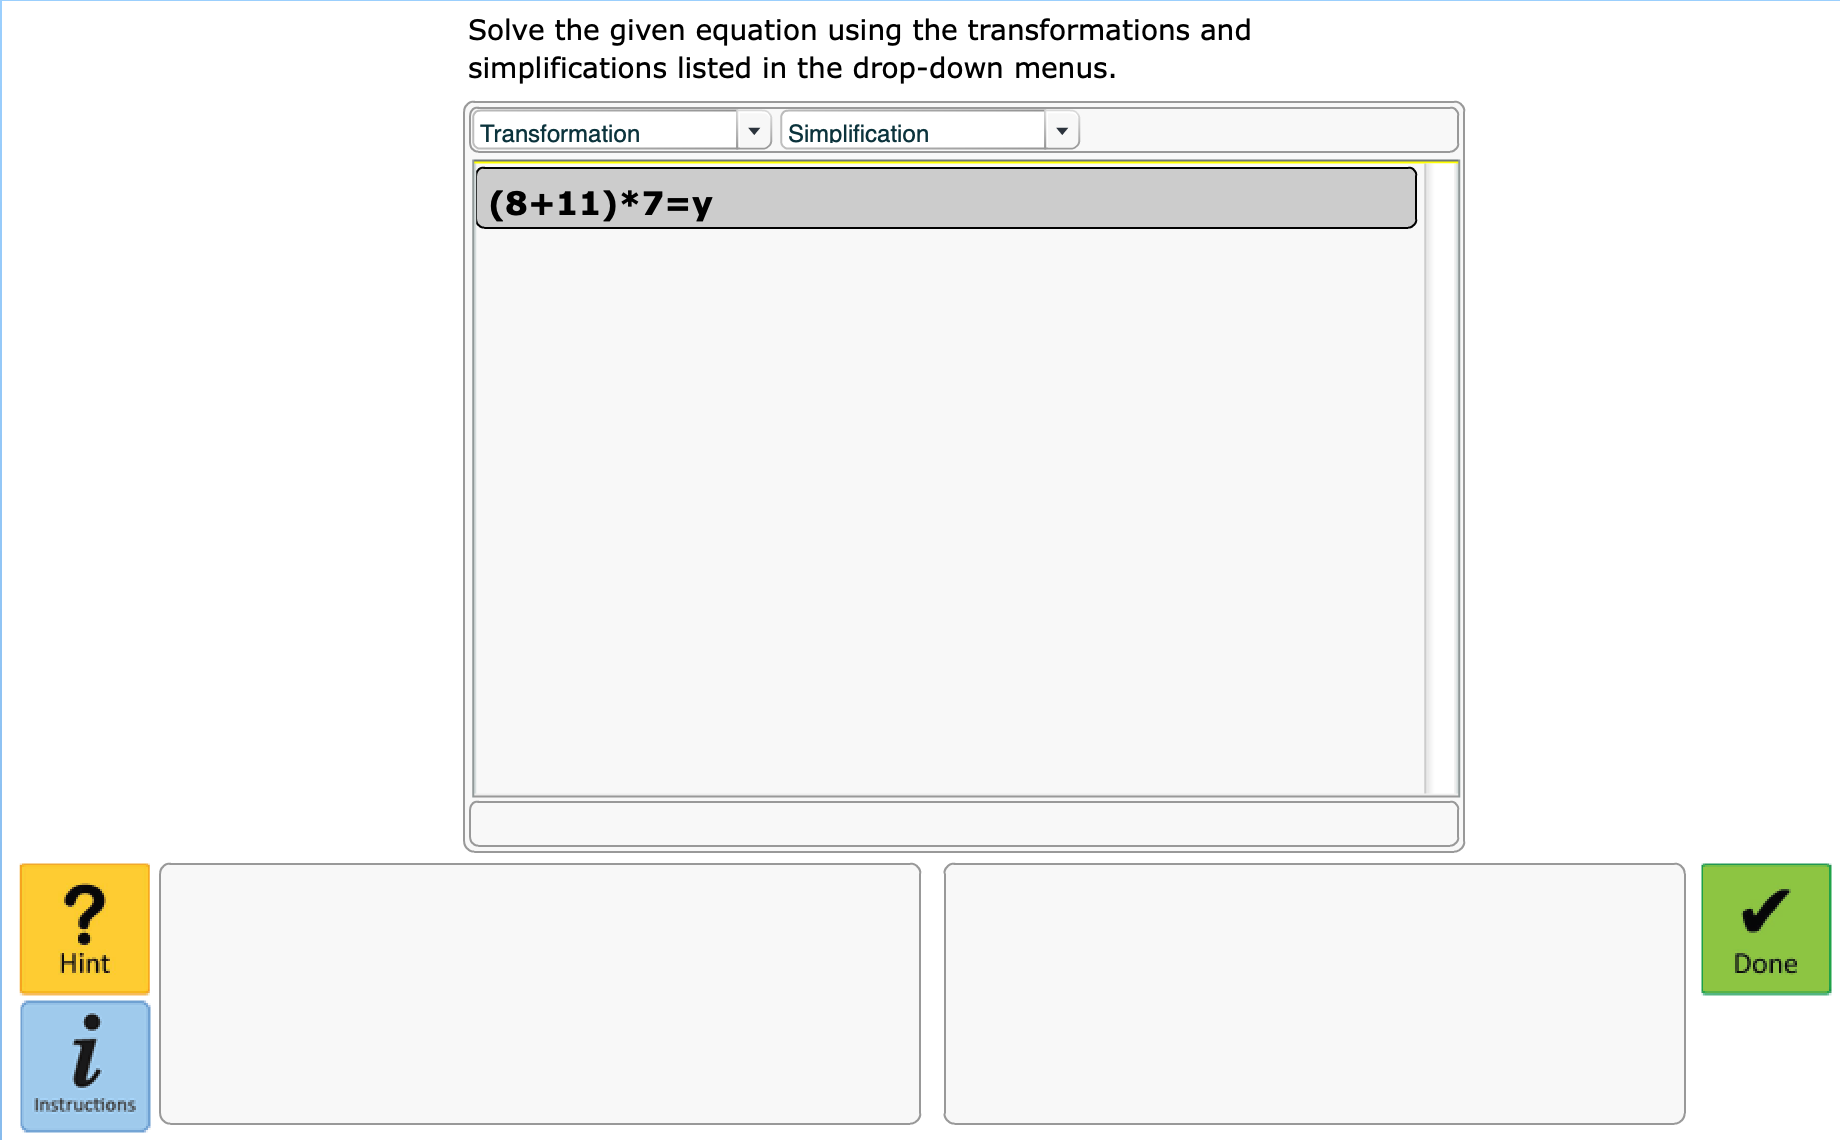 Solve the given equation using the transformations and
simplifications listed in the drop-down menus.
Transformation
Simplification
(8+11)*7=y
?
Hint
i
Instructions
Done